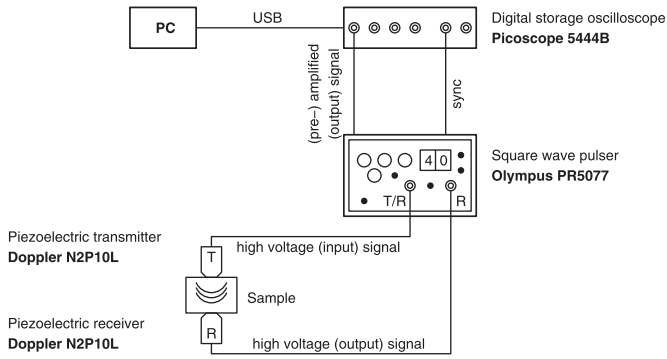 PC
USB
Digital storage oscilloscope
Picoscope 5444B
(pre−) amplified
(output) signal
sync
4 0
T/R
R
Square wave pulser
Olympus PR5077
Piezoelectric transmitter
Doppler N2P10L
T
high voltage (input) signal
Sample
Piezoelectric receiver
Doppler N2P10L
R
high voltage (output) signal